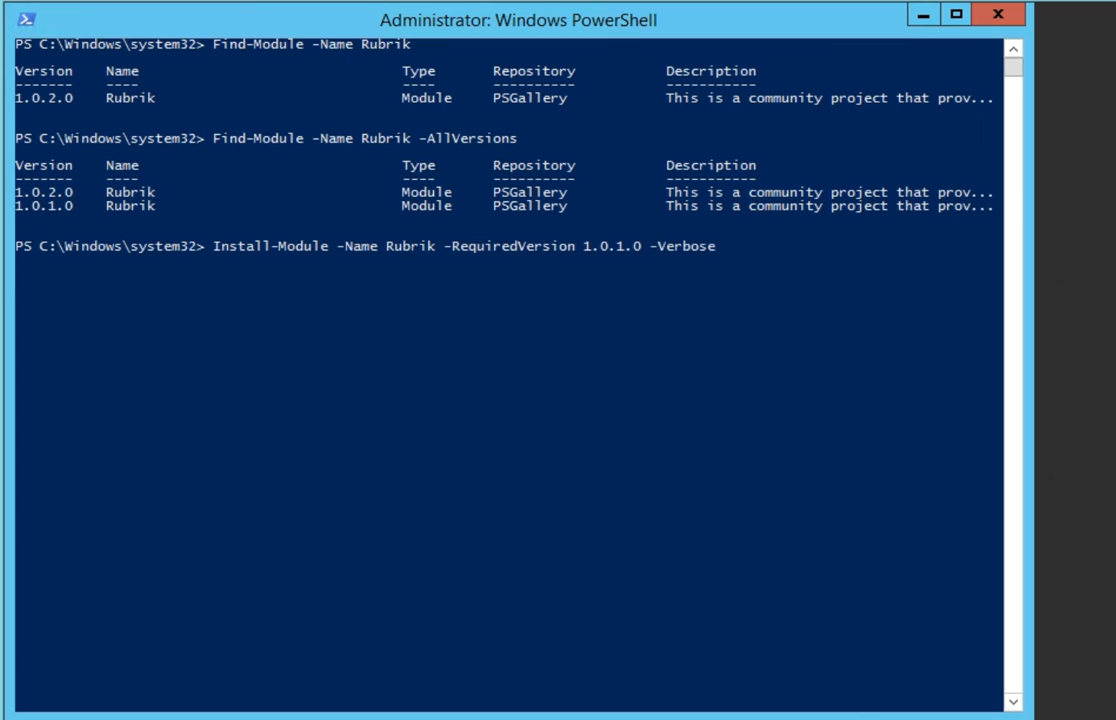 Administrator: Windows PowerShell
PS C:\Windows\system32> Find-Module -Name Rubrik
Version Name Type Repository Description
------- ---- ---- ---------- -----------
1.0.2.0 Rubrik Module PSGallery This is a community project that prov...
PS C:\Windows\system32> Find-Module -Name Rubrik -AllVersions
Version Name Type Repository Description
------- ---- ---- ---------- -----------
1.0.2.0 Rubrik Module PSGallery This is a community project that prov...
1.0.1.0 Rubrik Module PSGallery This is a community project that prov...
PS C:\Windows\system32> Install-Module -Name Rubrik -RequiredVersion 1.0.1.0 -Verbose